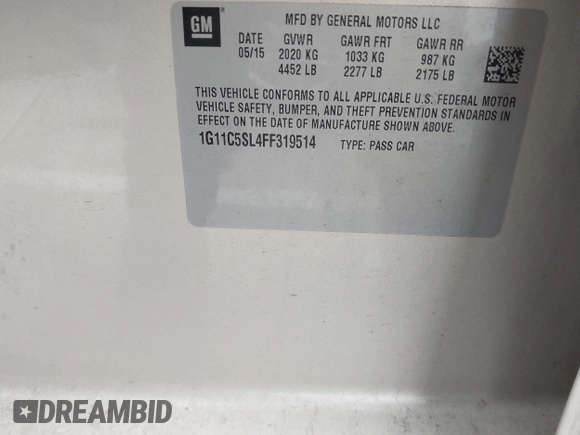 GM
MFD BY GENERAL MOTORS LLC
DATE GVWR GAWR FRT GAWR RR
05/15 2020 KG 1033 KG 987 KG
4452 LB 2277 LB 2175 LB
THIS VEHICLE CONFORMS TO ALL APPLICABLE U.S. FEDERAL MOTOR
VEHICLE SAFETY, BUMPER, AND THEFT PREVENTION STANDARDS IN
EFFECT ON THE DATE OF MANUFACTURE SHOWN ABOVE.
1G11C5SL4FF319514 TYPE: PASS CAR
DREAMBID